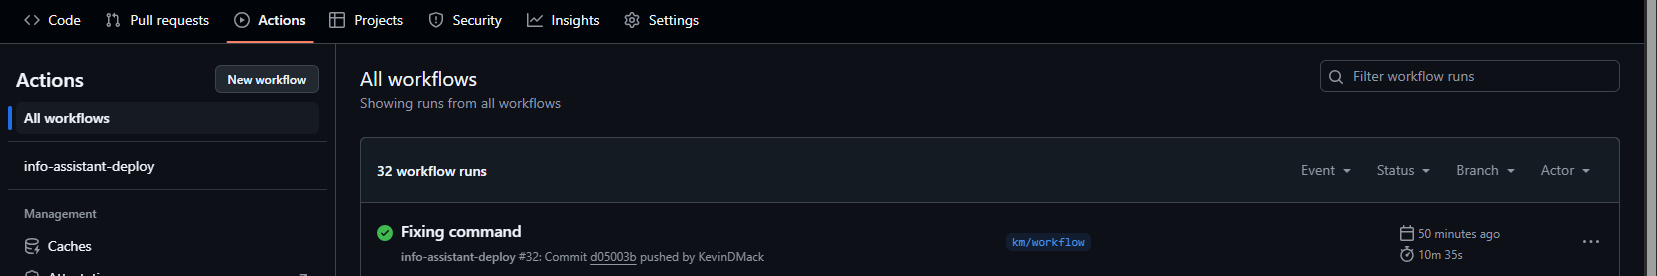 Code Pull requests Actions Projects Security Insights Settings
Actions
New workflow
All workflows
info-assistant-deploy
Management
Caches
All workflows
Showing runs from all workflows
Filter workflow runs
32 workflow runs
Event Status Branch Actor
Fixing command
info-assistant-deploy #32: Commit d05003b pushed by KevinDMack
km/workflow
50 minutes ago
10m 35s